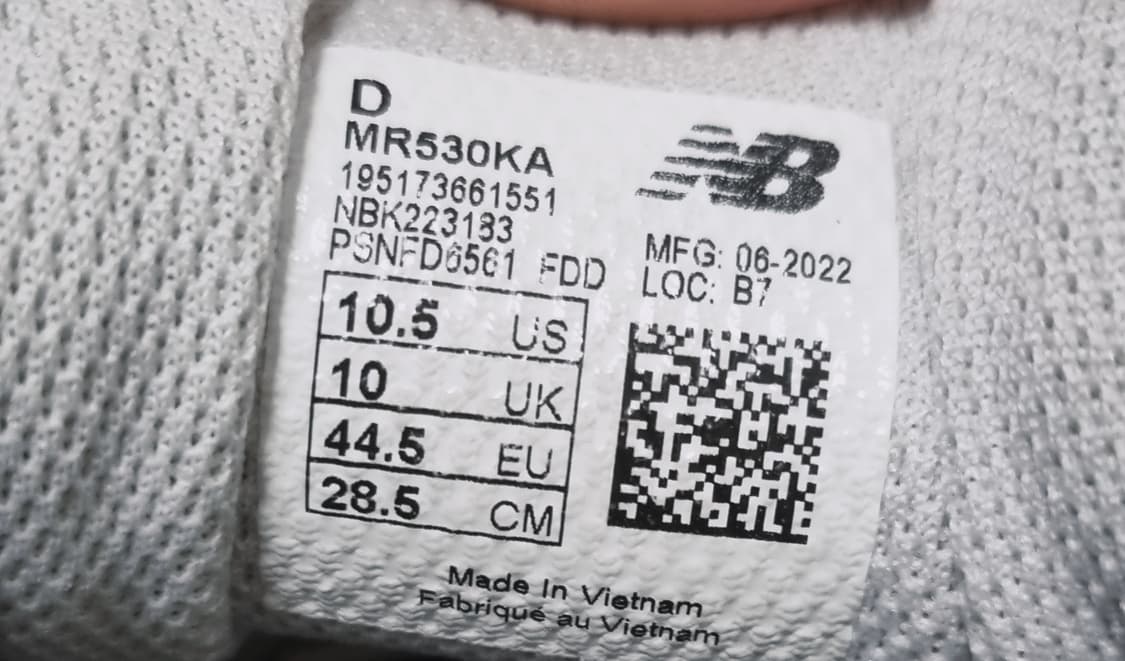 D
MR530KA
195173661551
NBK223183
PSNFD6561 FDD
10.5 US
10 UK
44.5 EU
28.5 CM
NB
MFG: 06-2022
LOC: B7
Made In Vietnam
Fabriqué au Vietnam